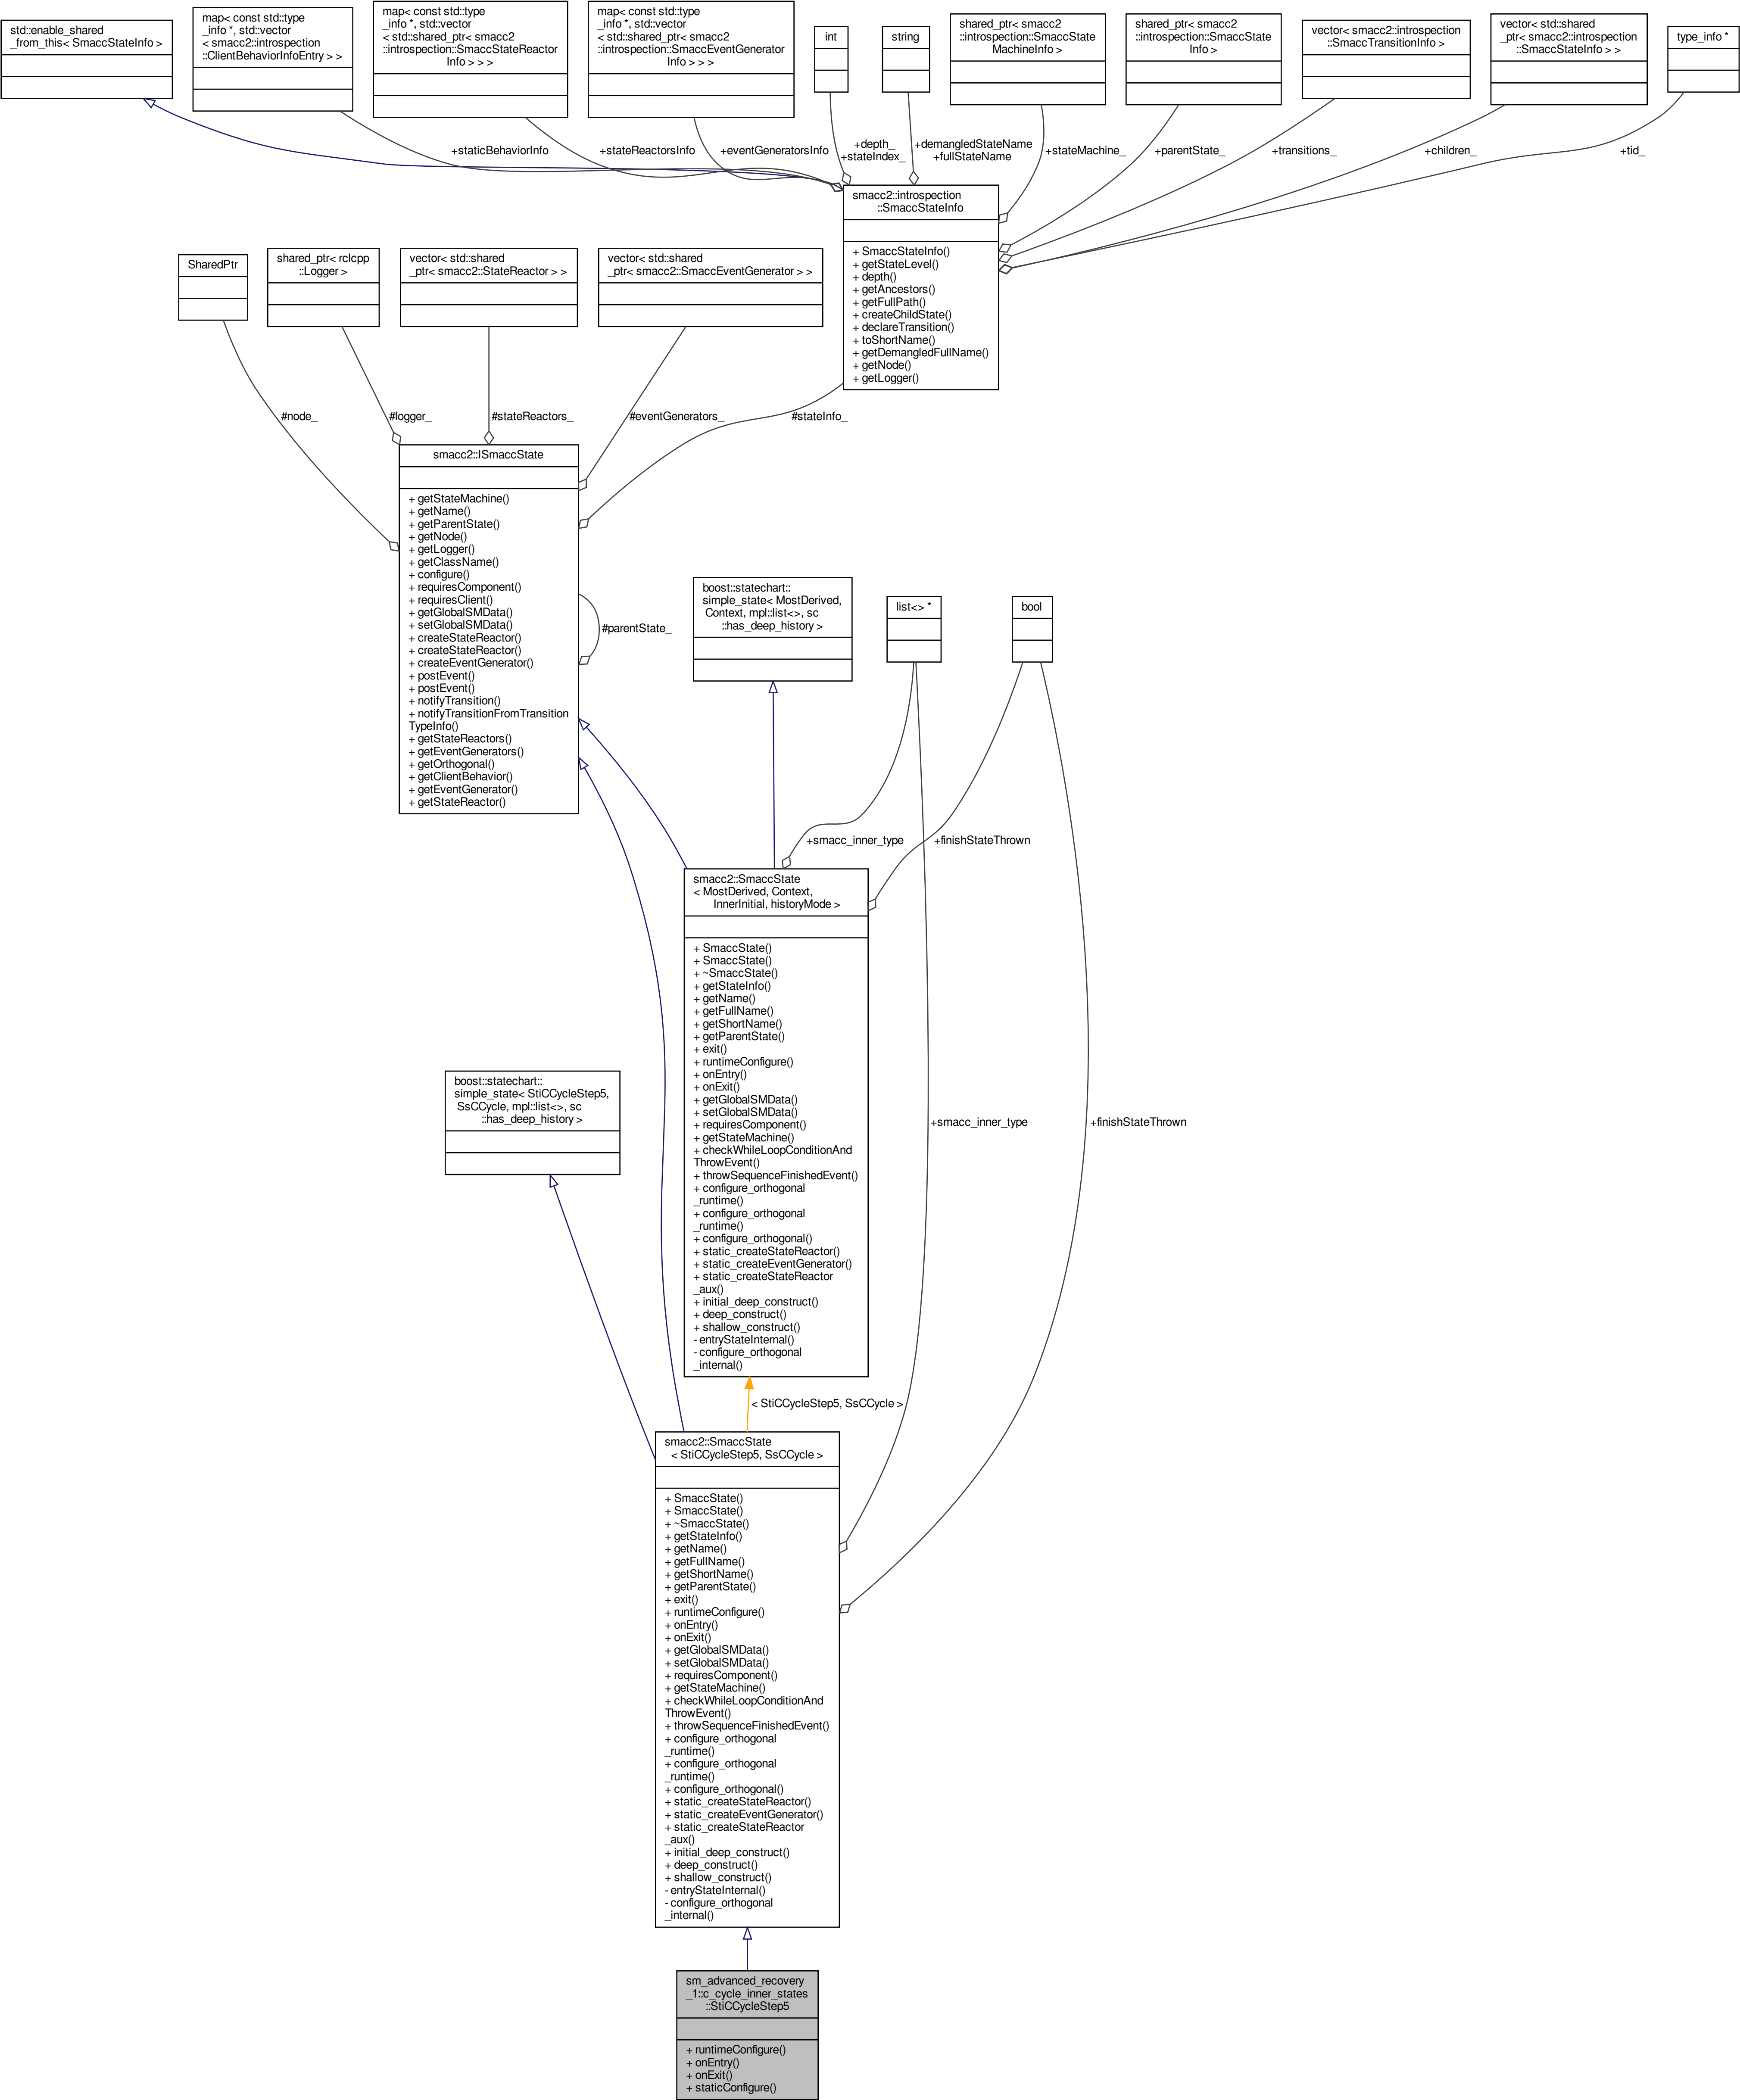 std::enable_shared
_from_this< SmaccStateInfo >
map< const std::type
_info *, std::vector
< smacc2::introspection
::ClientBehaviorInfoEntry > >
map< const std::type
_info *, std::vector
< std::shared_ptr< smacc2
::introspection::SmaccStateReactor
Info > > >
map< const std::type
_info *, std::vector
< std::shared_ptr< smacc2
::introspection::SmaccEventGenerator
Info > > >
int
string
shared_ptr< smacc2
::introspection::SmaccState
MachineInfo >
shared_ptr< smacc2
::introspection::SmaccState
Info >
vector< smacc2::introspection
::SmaccTransitionInfo >
vector< std::shared
_ptr< smacc2::introspection
::SmaccStateInfo > >
type_info *
+staticBehaviorInfo
+stateReactorsInfo
+eventGeneratorsInfo
+depth_
+stateIndex_
+demangledStateName
+fullStateName
+stateMachine_
+parentState_
+transitions_
+children_
+tid_
smacc2::introspection
::SmaccStateInfo
+ SmaccStateInfo()
+ getStateLevel()
+ depth()
+ getAncestors()
+ getFullPath()
+ createChildState()
+ declareTransition()
+ toShortName()
+ getDemangledFullName()
+ getNode()
+ getLogger()
SharedPtr
shared_ptr< rclcpp
::Logger >
vector< std::shared
_ptr< smacc2::StateReactor > >
vector< std::shared
_ptr< smacc2::SmaccEventGenerator > >
#node_
#logger_
#stateReactors_
#eventGenerators_
#stateInfo_
smacc2::ISmaccState
+ getStateMachine()
+ getName()
+ getParentState()
+ getNode()
+ getLogger()
+ getClassName()
+ configure()
+ requiresComponent()
+ requiresClient()
+ getGlobalSMData()
+ setGlobalSMData()
+ createStateReactor()
+ createStateReactor()
+ createEventGenerator()
+ postEvent()
+ postEvent()
+ notifyTransition()
+ notifyTransitionFromTransition
TypeInfo()
+ getStateReactors()
+ getEventGenerators()
+ getOrthogonal()
+ getClientBehavior()
+ getEventGenerator()
+ getStateReactor()
#parentState_
boost::statechart::
simple_state< MostDerived,
Context, mpl::list<>, sc
::has_deep_history >
list<> *
bool
+smacc_inner_type
+finishStateThrown
smacc2::SmaccState
< MostDerived, Context,
InnerInitial, historyMode >
+ SmaccState()
+ SmaccState()
+ ~SmaccState()
+ getStateInfo()
+ getName()
+ getFullName()
+ getShortName()
+ getParentState()
+ exit()
+ runtimeConfigure()
+ onEntry()
+ onExit()
+ getGlobalSMData()
+ setGlobalSMData()
+ requiresComponent()
+ getStateMachine()
+ checkWhileLoopConditionAnd
ThrowEvent()
+ throwSequenceFinishedEvent()
+ configure_orthogonal
_runtime()
+ configure_orthogonal
_runtime()
+ configure_orthogonal()
+ static_createStateReactor()
+ static_createEventGenerator()
+ static_createStateReactor
_aux()
+ initial_deep_construct()
+ deep_construct()
+ shallow_construct()
- entryStateInternal()
- configure_orthogonal
_internal()
boost::statechart::
simple_state< StiCCycleStep5,
SsCCycle, mpl::list<>, sc
::has_deep_history >
+smacc_inner_type
+finishStateThrown
< StiCCycleStep5, SsCCycle >
smacc2::SmaccState
< StiCCycleStep5, SsCCycle >
+ SmaccState()
+ SmaccState()
+ ~SmaccState()
+ getStateInfo()
+ getName()
+ getFullName()
+ getShortName()
+ getParentState()
+ exit()
+ runtimeConfigure()
+ onEntry()
+ onExit()
+ getGlobalSMData()
+ setGlobalSMData()
+ requiresComponent()
+ getStateMachine()
+ checkWhileLoopConditionAnd
ThrowEvent()
+ throwSequenceFinishedEvent()
+ configure_orthogonal
_runtime()
+ configure_orthogonal
_runtime()
+ configure_orthogonal()
+ static_createStateReactor()
+ static_createEventGenerator()
+ static_createStateReactor
_aux()
+ initial_deep_construct()
+ deep_construct()
+ shallow_construct()
- entryStateInternal()
- configure_orthogonal
_internal()
sm_advanced_recovery
_1::c_cycle_inner_states
::StiCCycleStep5
+ runtimeConfigure()
+ onEntry()
+ onExit()
+ staticConfigure()